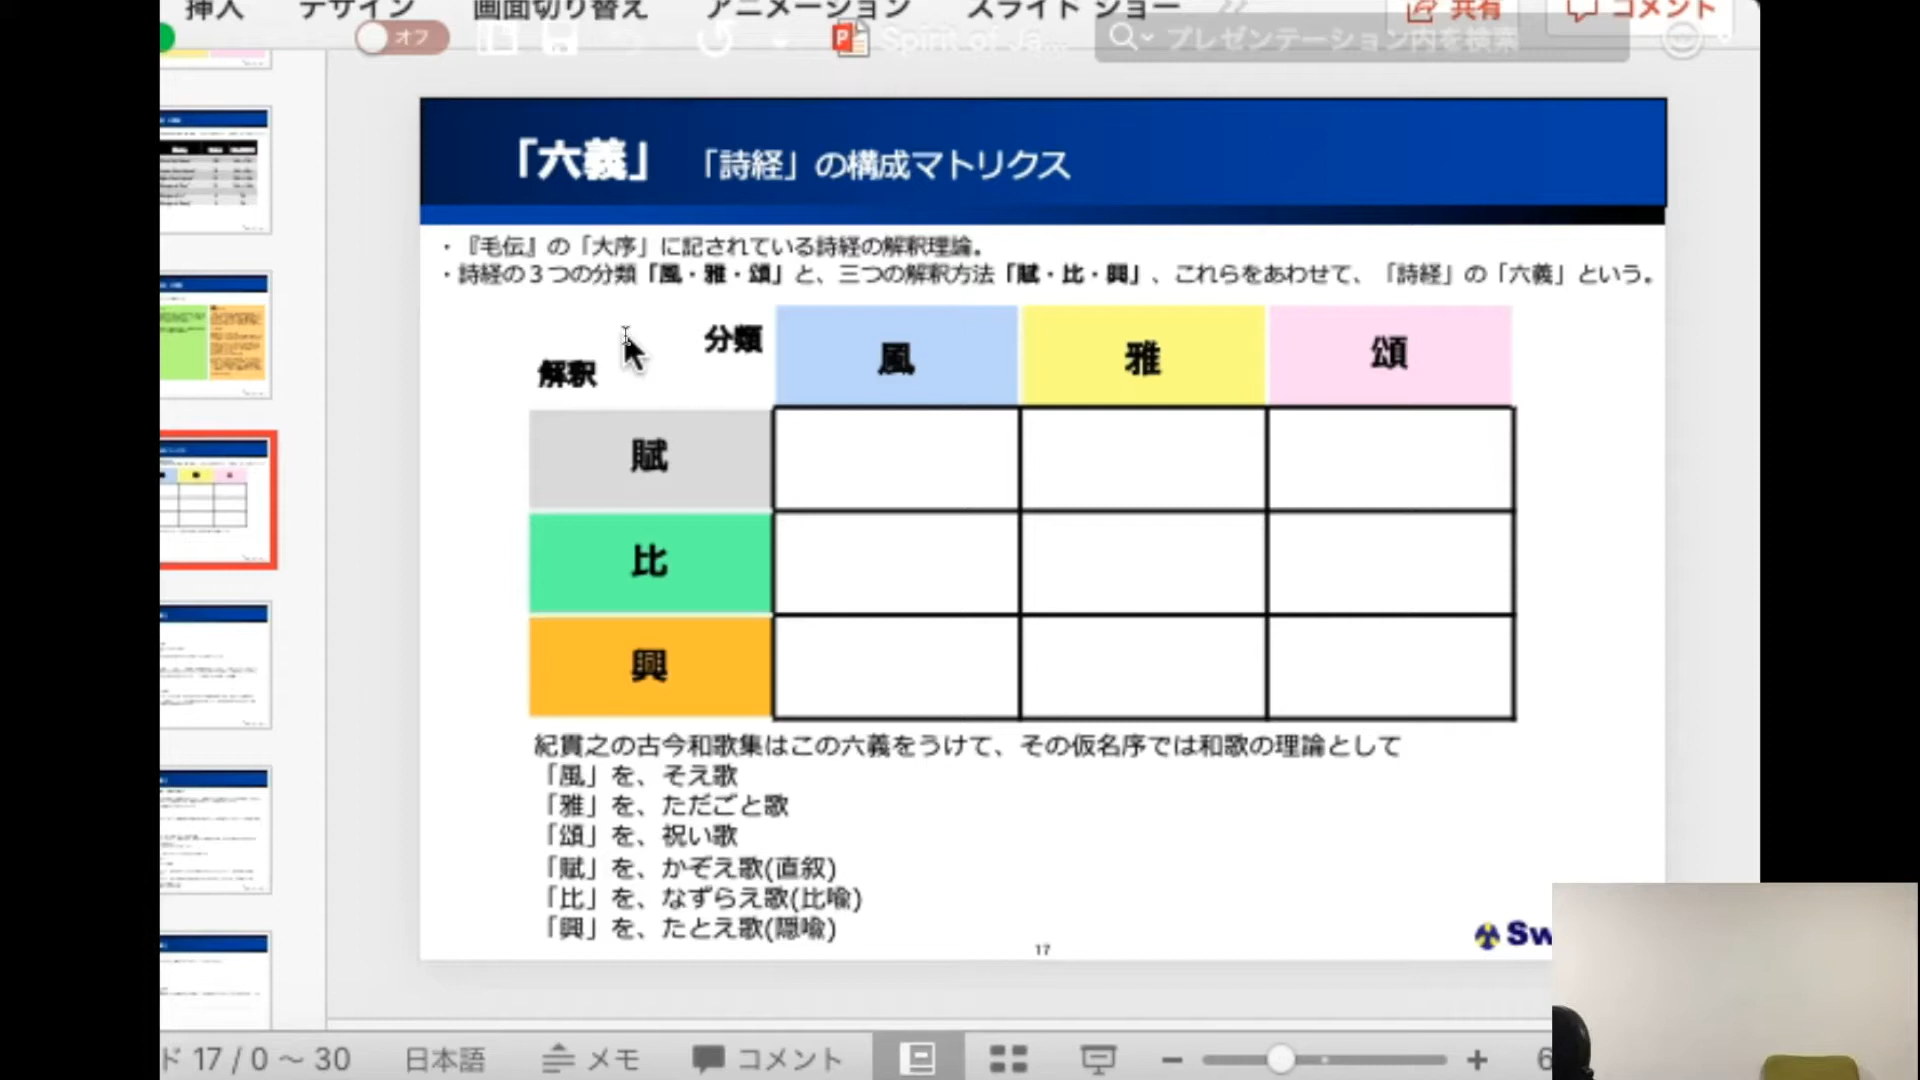 挿入 デザイン 画面切り替え アニメーション スライド ショー 共有 コメント
オフ Spirit of Ja... プレゼンテーション内を検索
「六義」 「詩経」の構成マトリクス
・『毛伝』の「大序」に記されている詩経の解釈理論。
・詩経の３つの分類「風・雅・頌」と、三つの解釈方法「賦・比・興」、これらをあわせて、「詩経」の「六義」という。
分類
解釈
風 雅 頌
賦
比
興
紀貫之の古今和歌集はこの六義をうけて、その仮名序では和歌の理論として
「風」を、そえ歌
「雅」を、ただごと歌
「頌」を、祝い歌
「賦」を、かぞえ歌(直叙)
「比」を、なずらえ歌(比喩)
「興」を、たとえ歌(隠喩)
17
Sw
ド 17 / 0 ～ 30 日本語 メモ コメント 6